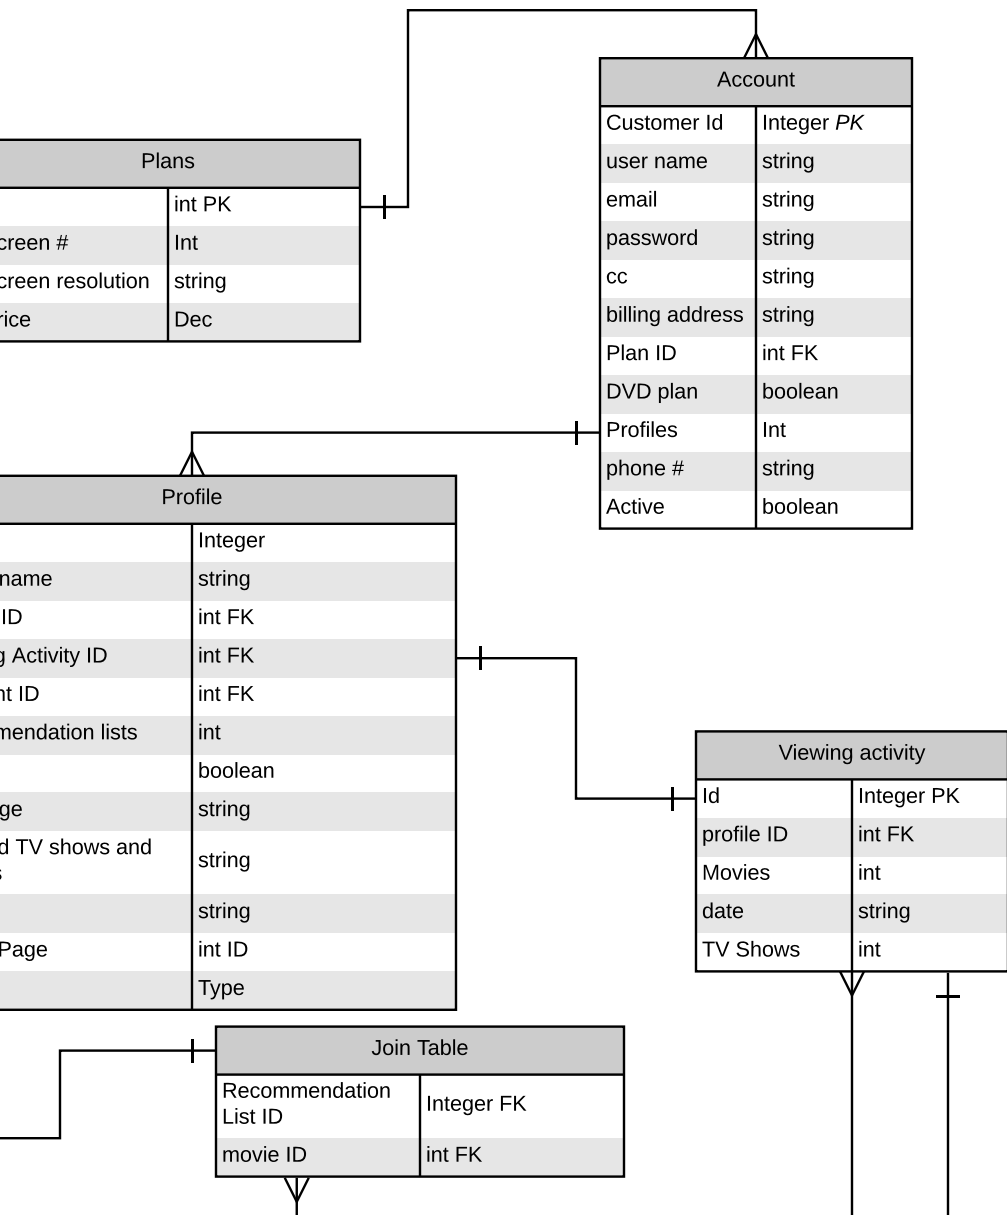 Account
Customer Id Integer PK
user name string
email string
password string
cc string
billing address string
Plan ID int FK
DVD plan boolean
Profiles Int
phone # string
Active boolean
Plans
int PK
creen # Int
creen resolution string
rice Dec
Profile
Integer
name string
ID int FK
g Activity ID int FK
nt ID int FK
mendation lists int
boolean
ge string
d TV shows and
s string
string
Page int ID
Type
Viewing activity
Id Integer PK
profile ID int FK
Movies int
date string
TV Shows int
Join Table
Recommendation
List ID Integer FK
movie ID int FK